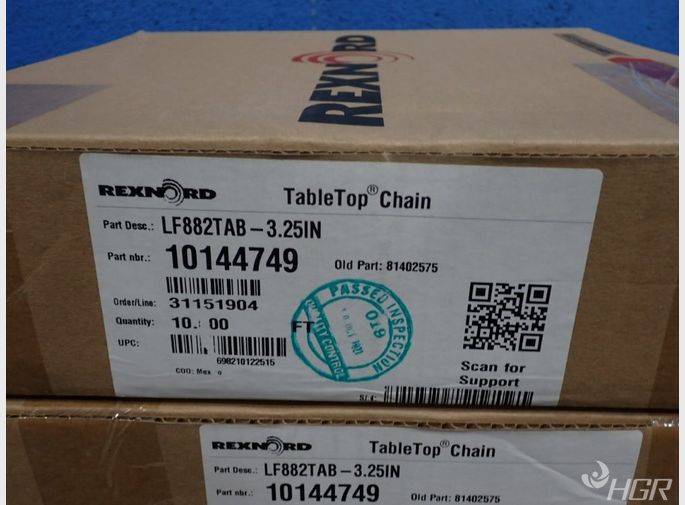 REXNORD
REXNORD
TableTop® Chain
Part Desc.: LF882TAB-3.25IN
Part nbr.: 10144749
Old Part: 81402575
Order/Line: 31151904
Quantity: 10.00 FT
UPC:
698210122515
COO: Mex o
PASSED INSPECTION
QUALITY CONTROL
019
Scan for
Support
S/#:
REXNORD
TableTop® Chain
Part Desc.: LF882TAB-3.25IN
Part nbr.: 10144749
Old Part: 81402575
HGR